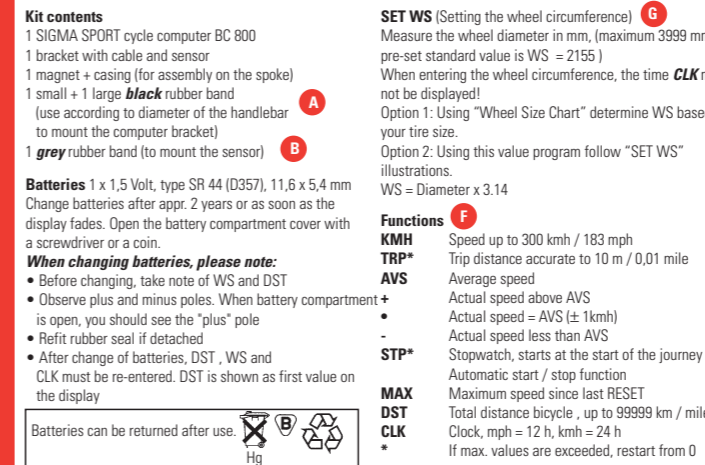 Kit contents
1 SIGMA SPORT cycle computer BC 800
1 bracket with cable and sensor
1 magnet + casing (for assembly on the spoke)
1 small + 1 large black rubber band
(use according to diameter of the handlebar
to mount the computer bracket)
A
1 grey rubber band (to mount the sensor)
B
Batteries 1 x 1,5 Volt, type SR 44 (D357), 11,6 x 5,4 mm
Change batteries after appr. 2 years or as soon as the
display fades. Open the battery compartment cover with
a screwdriver or a coin.
When changing batteries, please note:
• Before changing, take note of WS and DST
• Observe plus and minus poles. When battery compartment
is open, you should see the "plus" pole
• Refit rubber seal if detached
• After change of batteries, DST , WS and
CLK must be re-entered. DST is shown as first value on
the display
Batteries can be returned after use.
B
Hg
SET WS (Setting the wheel circumference)
G
Measure the wheel diameter in mm, (maximum 3999
pre-set standard value is WS = 2155 )
When entering the wheel circumference, the time CLK
not be displayed!
Option 1: Using "Wheel Size Chart" determine WS
your tire size.
Option 2: Using this value program follow "SET WS"
illustrations.
WS = Diameter x 3.14
Functions
F
KMH Speed up to 300 kmh / 183 mph
TRP* Trip distance accurate to 10 m / 0,01 mile
AVS Average speed
+ Actual speed above AVS
• Actual speed = AVS (± 1kmh)
- Actual speed less than AVS
STP* Stopwatch, starts at the start of the journey
Automatic start / stop function
MAX Maximum speed since last RESET
DST Total distance bicycle , up to 99999 km /
CLK Clock, mph = 12 h, kmh = 24 h
* If max. values are exceeded, restart from 0